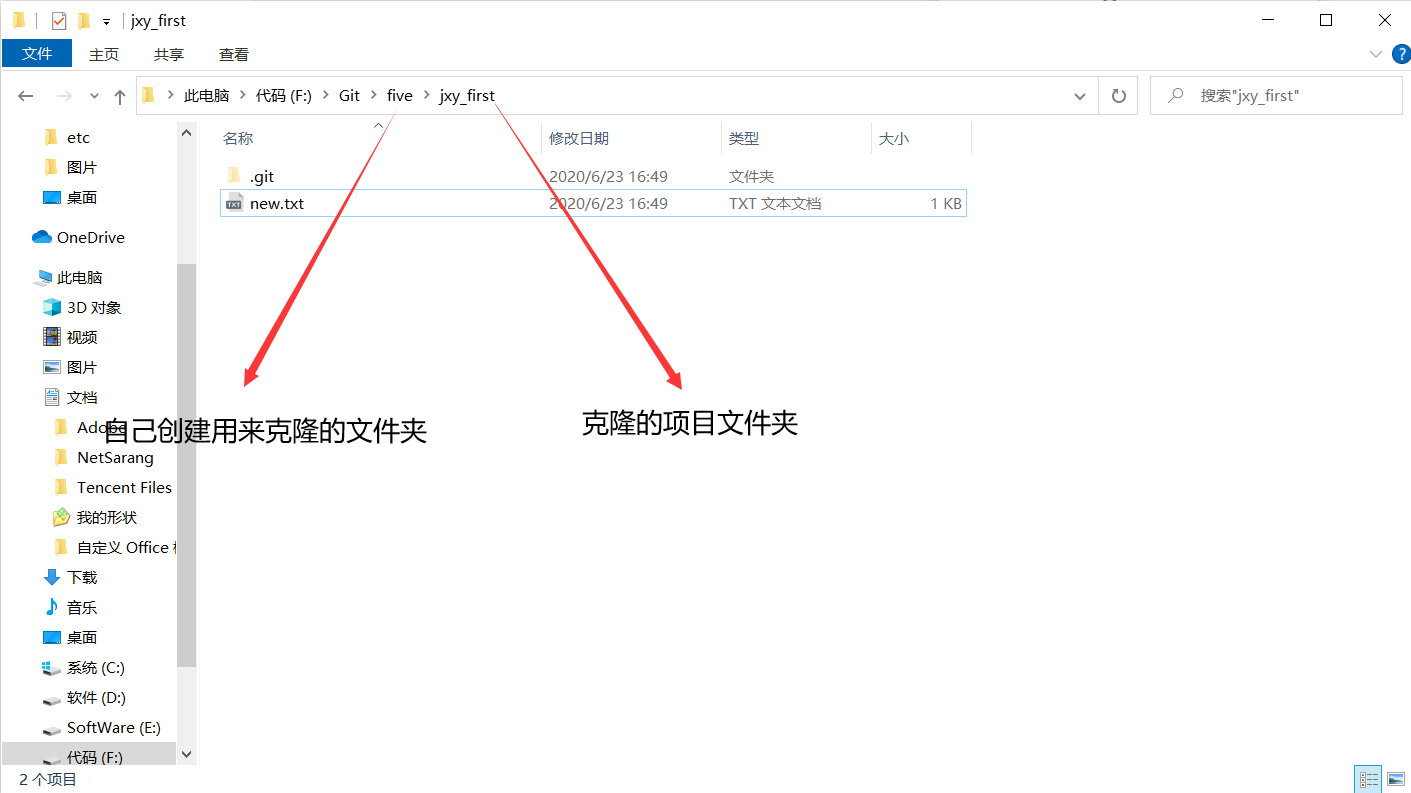 jxy_first
文件 主页 共享 查看
此电脑 代码 (F:) Git five jxy_first 搜索"jxy_first"
名称 修改日期 类型 大小
.git 2020/6/23 16:49 文件夹
new.txt 2020/6/23 16:49 TXT 文本文档 1 KB
etc
图片
桌面
OneDrive
此电脑
3D 对象
视频
图片
文档
Adobe
自己创建用来克隆的文件夹
克隆的项目文件夹
NetSarang
Tencent Files
我的形状
自定义 Office
下载
音乐
桌面
系统 (C:)
软件 (D:)
SoftWare (E:)
代码 (F:)
2 个项目